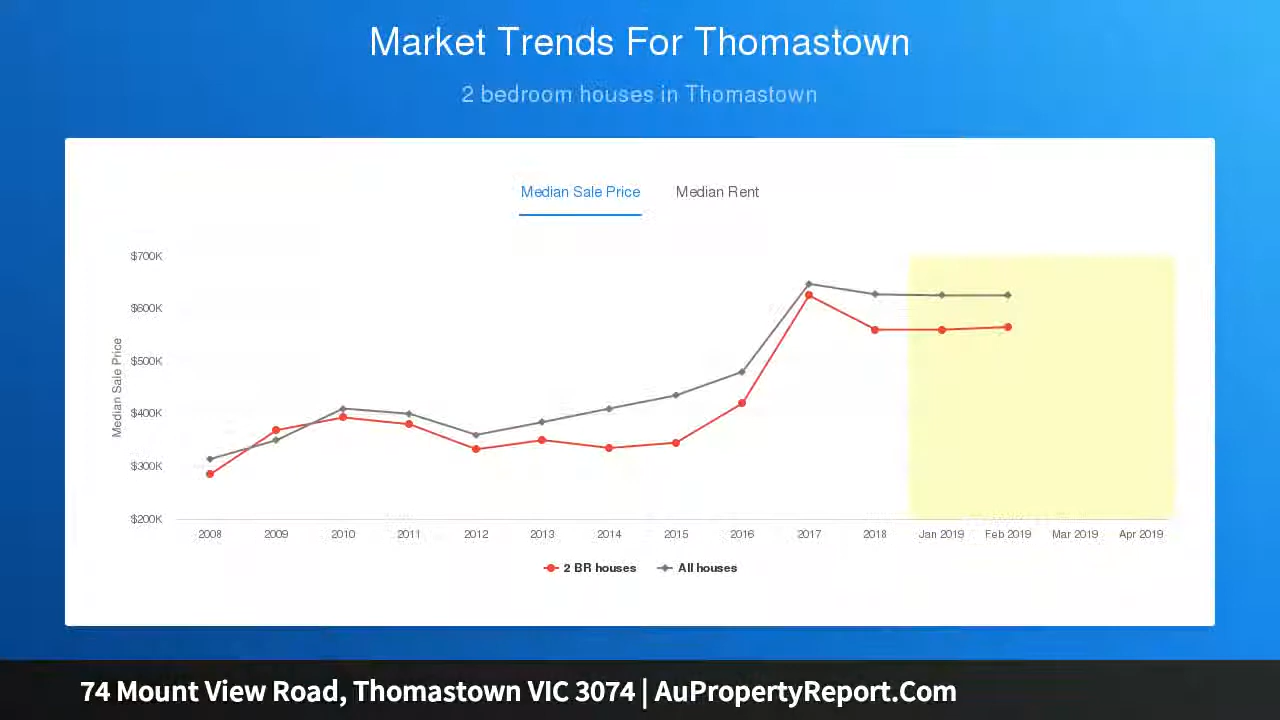 Market Trends For Thomastown
2 bedroom houses in Thomastown
Median Sale Price Median Rent
$700K
$600K
$500K
$400K
$300K
$200K
Median Sale Price
2008 2009 2010 2011 2012 2013 2014 2015 2016 2017 2018 Jan 2019 Feb 2019 Mar 2019 Apr 2019
2 BR houses All houses
74 Mount View Road, Thomastown VIC 3074 | AuPropertyReport.Com